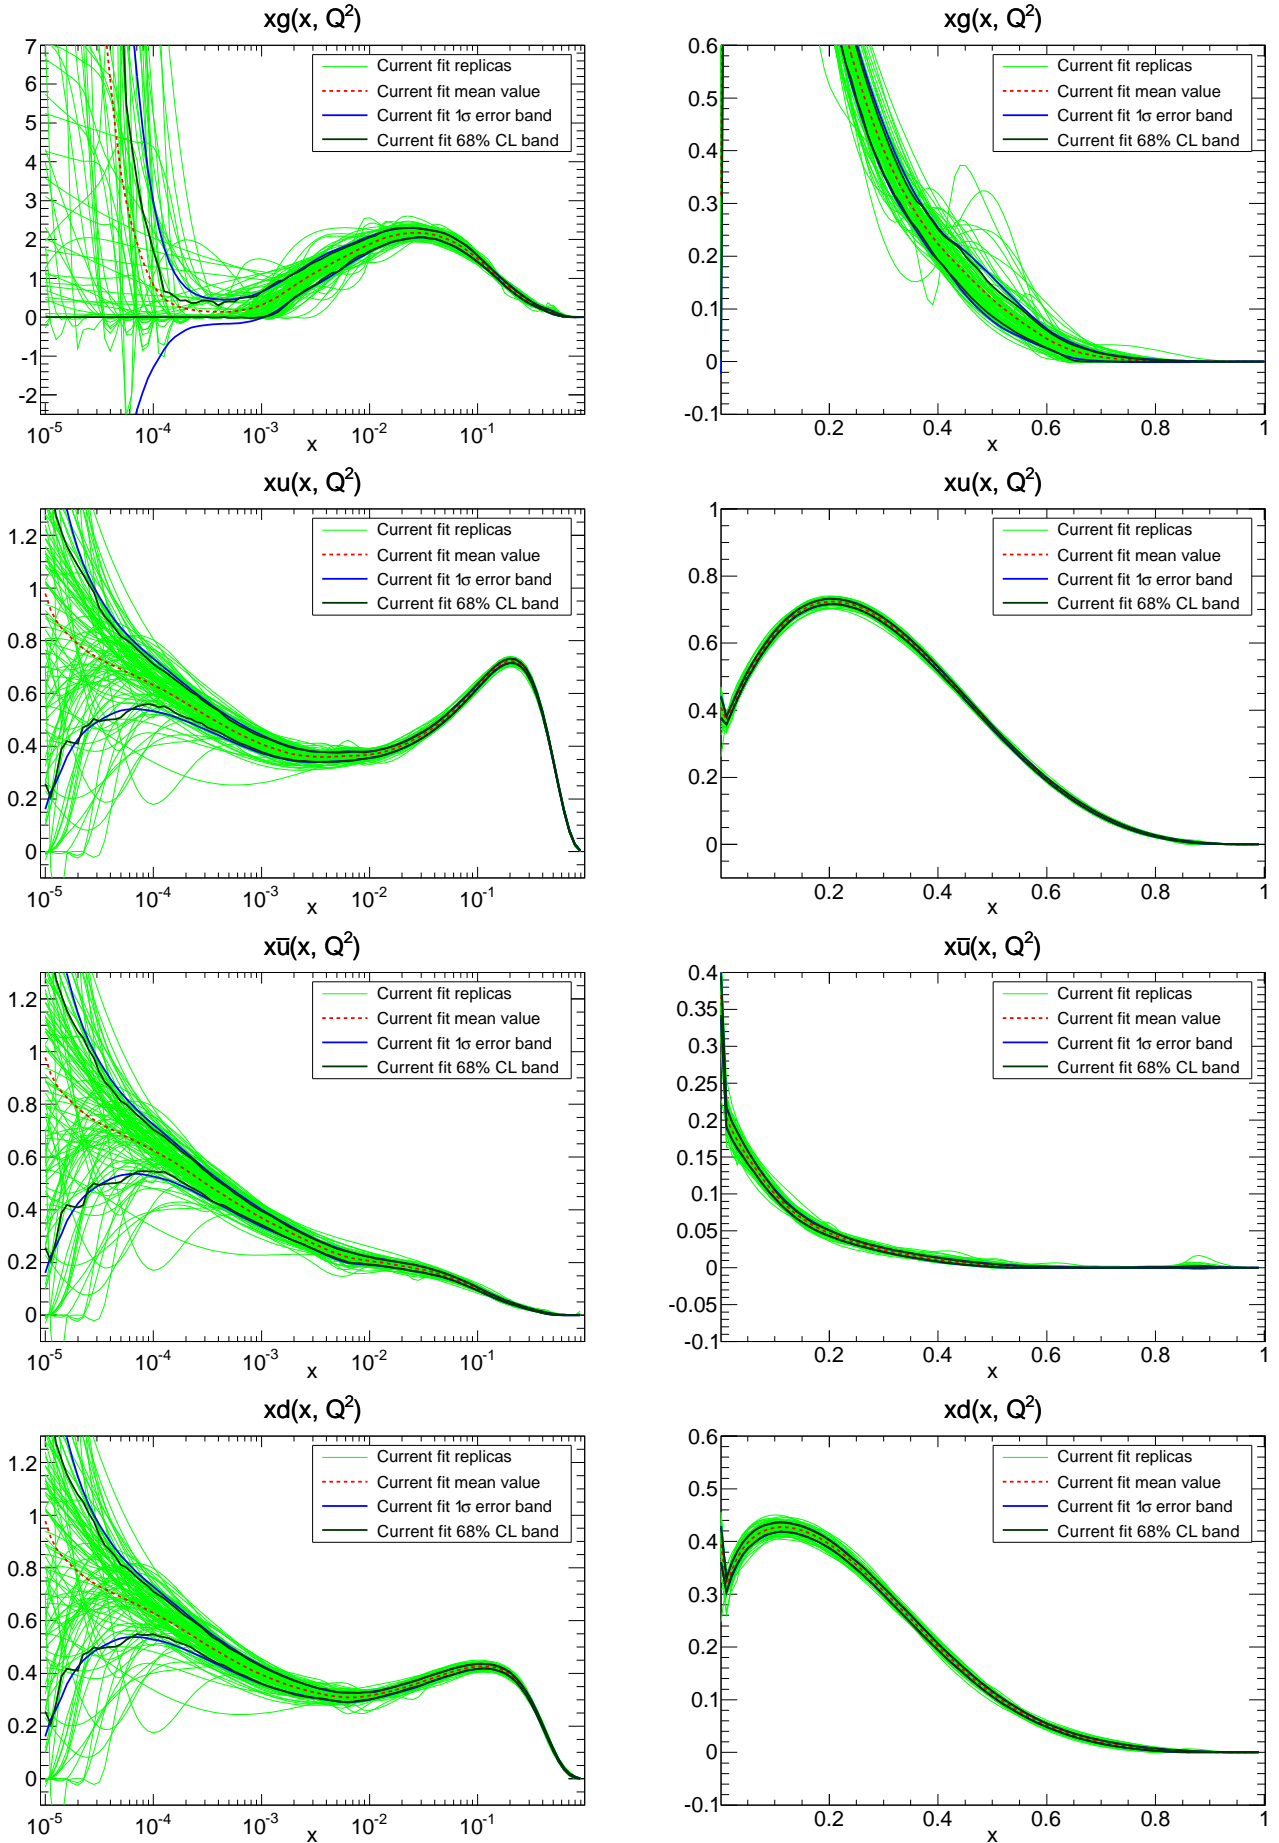 xg(x, Q²)
7
6
5
4
3
2
1
0
-1
-2
Current fit replicas
Current fit mean value
Current fit 1σ error band
Current fit 68% CL band
10⁻⁵ 10⁻⁴ 10⁻³ 10⁻² 10⁻¹
x
xg(x, Q²)
0.6
0.5
0.4
0.3
0.2
0.1
0
-0.1
Current fit replicas
Current fit mean value
Current fit 1σ error band
Current fit 68% CL band
0.2 0.4 0.6 0.8 1
x
xu(x, Q²)
1.2
1
0.8
0.6
0.4
0.2
0
Current fit replicas
Current fit mean value
Current fit 1σ error band
Current fit 68% CL band
10⁻⁵ 10⁻⁴ 10⁻³ 10⁻² 10⁻¹
x
xu(x, Q²)
1
0.8
0.6
0.4
0.2
0
Current fit replicas
Current fit mean value
Current fit 1σ error band
Current fit 68% CL band
0.2 0.4 0.6 0.8 1
x
xū(x, Q²)
1.2
1
0.8
0.6
0.4
0.2
0
Current fit replicas
Current fit mean value
Current fit 1σ error band
Current fit 68% CL band
10⁻⁵ 10⁻⁴ 10⁻³ 10⁻² 10⁻¹
x
xū(x, Q²)
0.4
0.35
0.3
0.25
0.2
0.15
0.1
0.05
0
-0.05
-0.1
Current fit replicas
Current fit mean value
Current fit 1σ error band
Current fit 68% CL band
0.2 0.4 0.6 0.8 1
x
xd(x, Q²)
1.2
1
0.8
0.6
0.4
0.2
0
Current fit replicas
Current fit mean value
Current fit 1σ error band
Current fit 68% CL band
10⁻⁵ 10⁻⁴ 10⁻³ 10⁻² 10⁻¹
x
xd(x, Q²)
0.6
0.5
0.4
0.3
0.2
0.1
0
-0.1
Current fit replicas
Current fit mean value
Current fit 1σ error band
Current fit 68% CL band
0.2 0.4 0.6 0.8 1
x